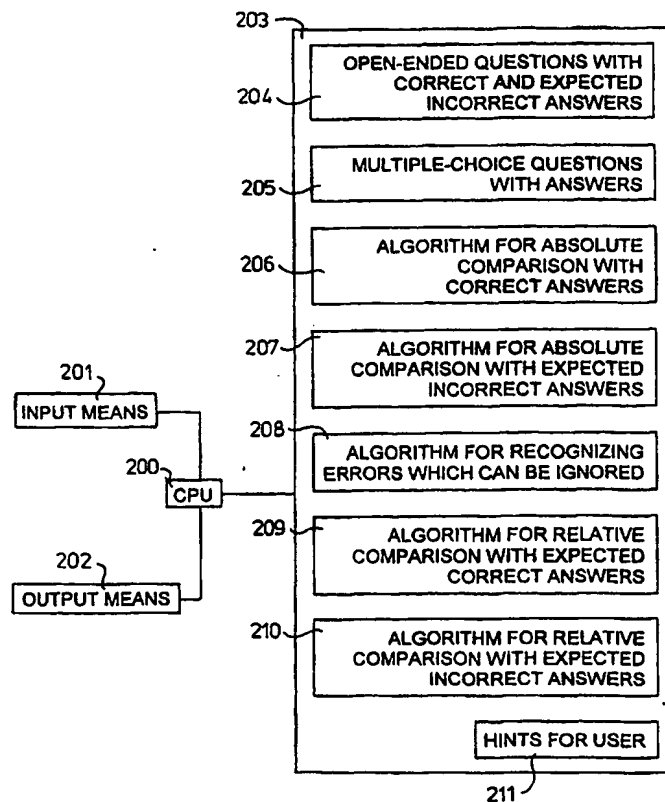 203
OPEN-ENDED QUESTIONS WITH
CORRECT AND EXPECTED
INCORRECT ANSWERS
204
MULTIPLE-CHOICE QUESTIONS
WITH ANSWERS
205
ALGORITHM FOR ABSOLUTE
COMPARISON WITH
CORRECT ANSWERS
206
207
ALGORITHM FOR ABSOLUTE
COMPARISON WITH EXPECTED
INCORRECT ANSWERS
201
INPUT MEANS
208
ALGORITHM FOR RECOGNIZING
ERRORS WHICH CAN BE IGNORED
200
CPU
209
ALGORITHM FOR RELATIVE
COMPARISON WITH EXPECTED
CORRECT ANSWERS
202
OUTPUT MEANS
210
ALGORITHM FOR RELATIVE
COMPARISON WITH EXPECTED
INCORRECT ANSWERS
HINTS FOR USER
211